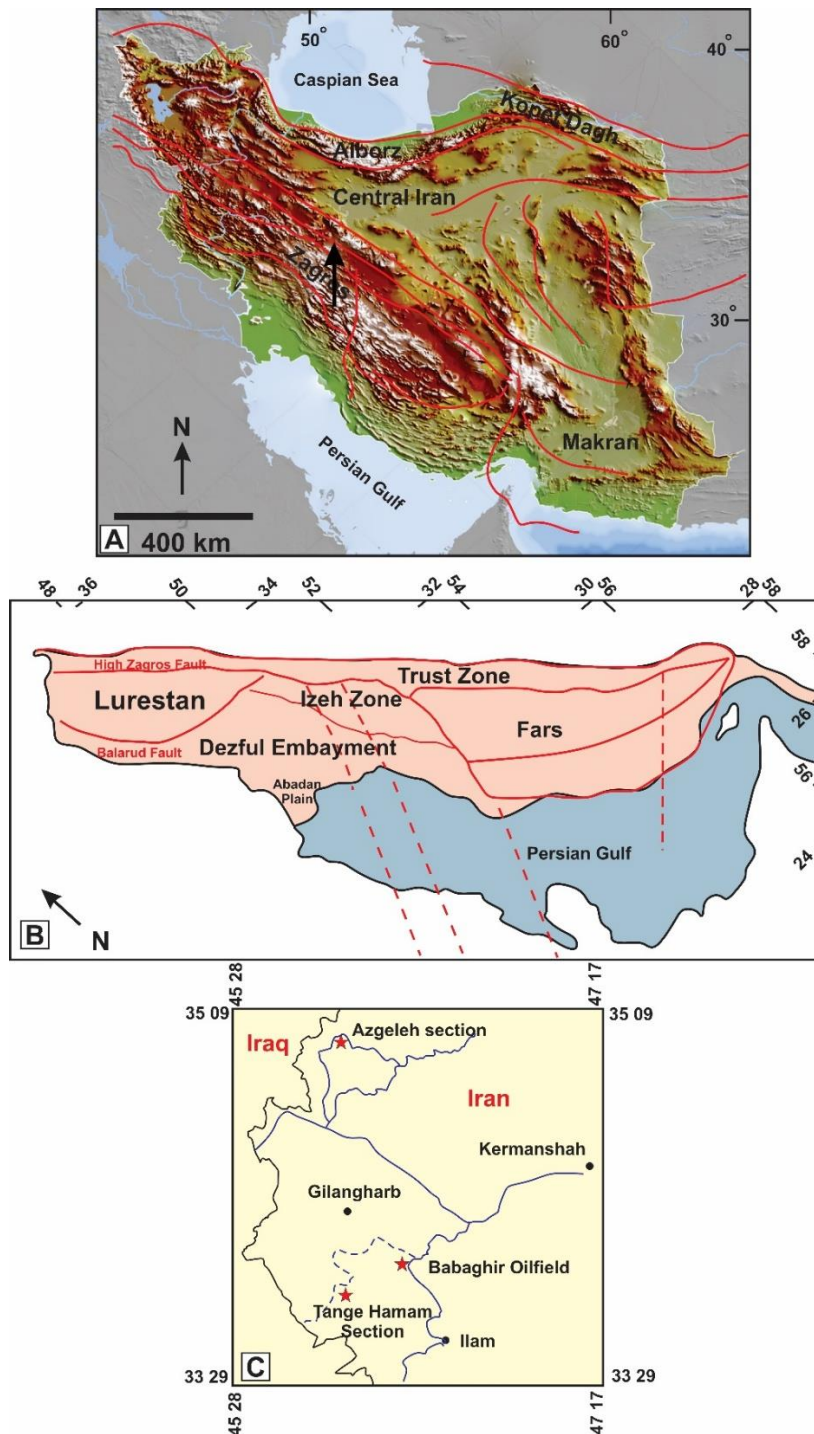 50°
60°
40°
Caspian Sea
Kopet Dagh
Alborz
Central Iran
Zagros
30°
N
Makran
Persian Gulf
400 km
A
48
36
50
34
52
32
54
30
56
28
58
58
High Zagros Fault
Trust Zone
Lurestan
Izeh Zone
Fars
26
Balarud Fault
Dezful Embayment
56
Abadan
Plain
Persian Gulf
24
B
N
45 28
47 17
35 09
35 09
Azgeleh section
Iraq
Iran
Kermanshah
Gilangharb
Babaghir Oilfield
Tange Hamam
Section
Ilam
C
33 29
33 29
45 28
47 17